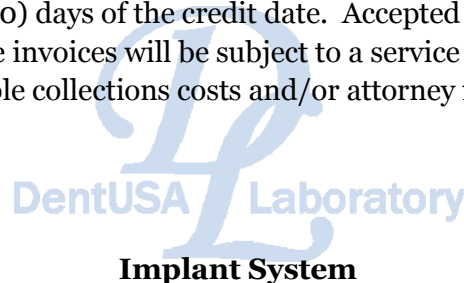 0) days of the credit date.  Accepted
invoices will be subject to a service
collections costs and/or attorney
DentUSA Laboratory
Implant System